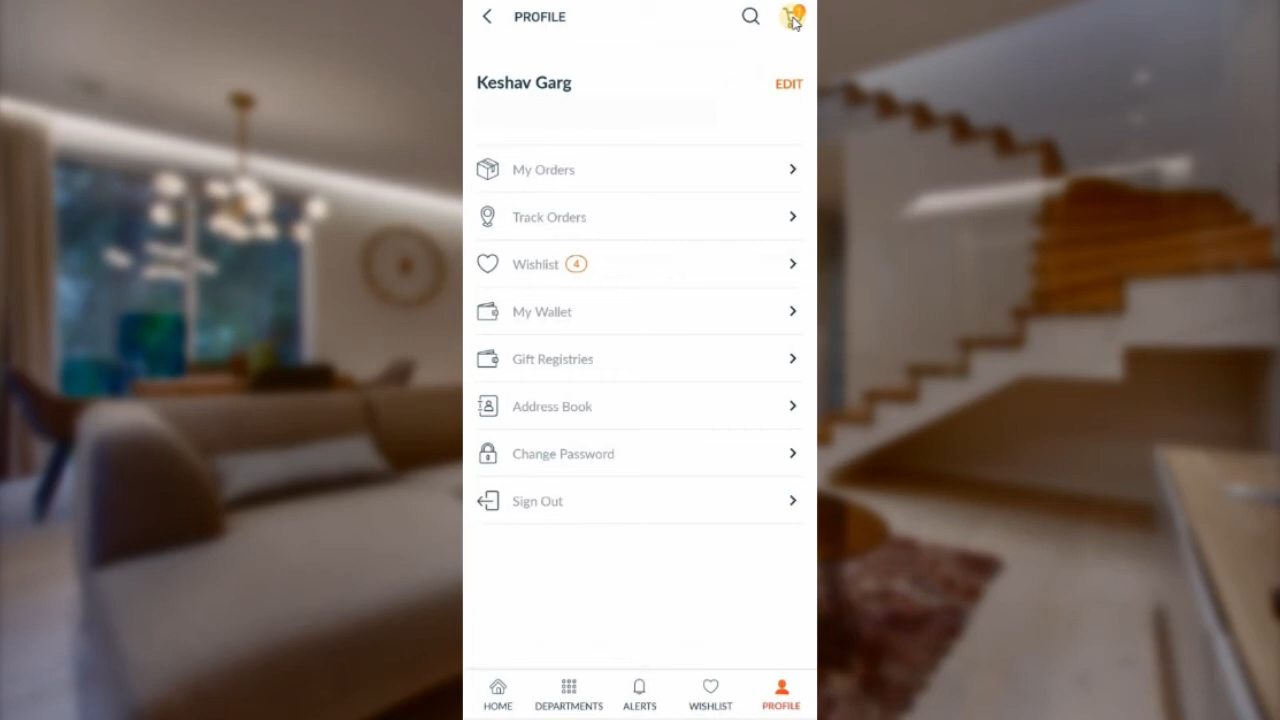 PROFILE
1
Keshav Garg
EDIT
My Orders
Track Orders
Wishlist 4
My Wallet
Gift Registries
Address Book
Change Password
Sign Out
HOME DEPARTMENTS ALERTS WISHLIST PROFILE